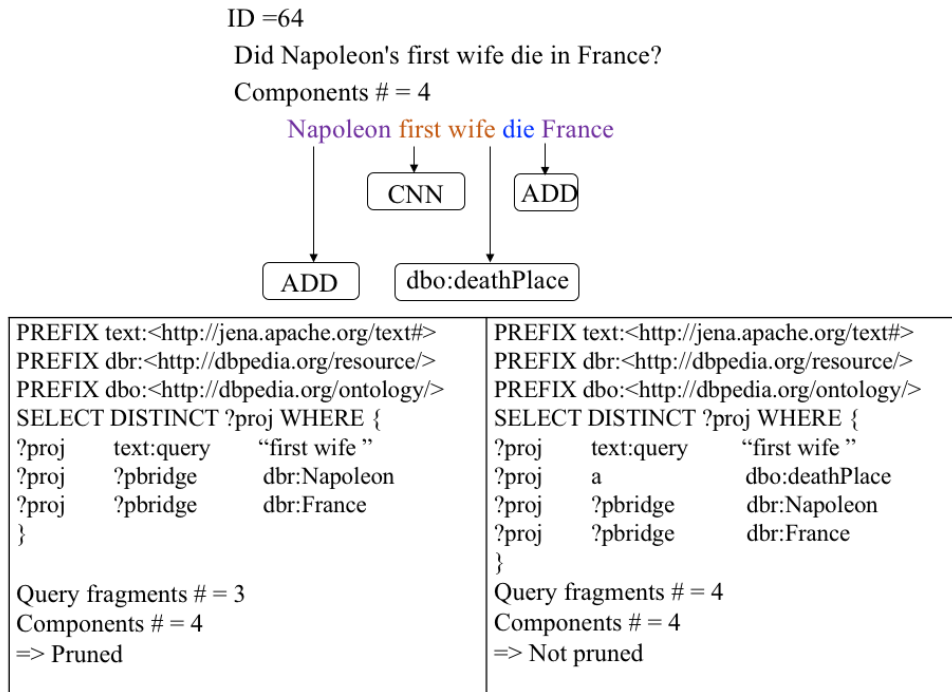 ID =64
Did Napoleon's first wife die in France?
Components # = 4
Napoleon first wife die France
CNN
ADD
ADD
dbo:deathPlace
PREFIX text:<http://jena.apache.org/text#>
PREFIX dbr:<http://dbpedia.org/resource/>
PREFIX dbo:<http://dbpedia.org/ontology/>
SELECT DISTINCT ?proj WHERE {
?proj text:query “first wife ”
?proj ?pbridge dbr:Napoleon
?proj ?pbridge dbr:France
}
Query fragments # = 3
Components # = 4
=> Pruned
PREFIX text:<http://jena.apache.org/text#>
PREFIX dbr:<http://dbpedia.org/resource/>
PREFIX dbo:<http://dbpedia.org/ontology/>
SELECT DISTINCT ?proj WHERE {
?proj text:query “first wife ”
?proj a dbo:deathPlace
?proj ?pbridge dbr:Napoleon
?proj ?pbridge dbr:France
}
Query fragments # = 4
Components # = 4
=> Not pruned